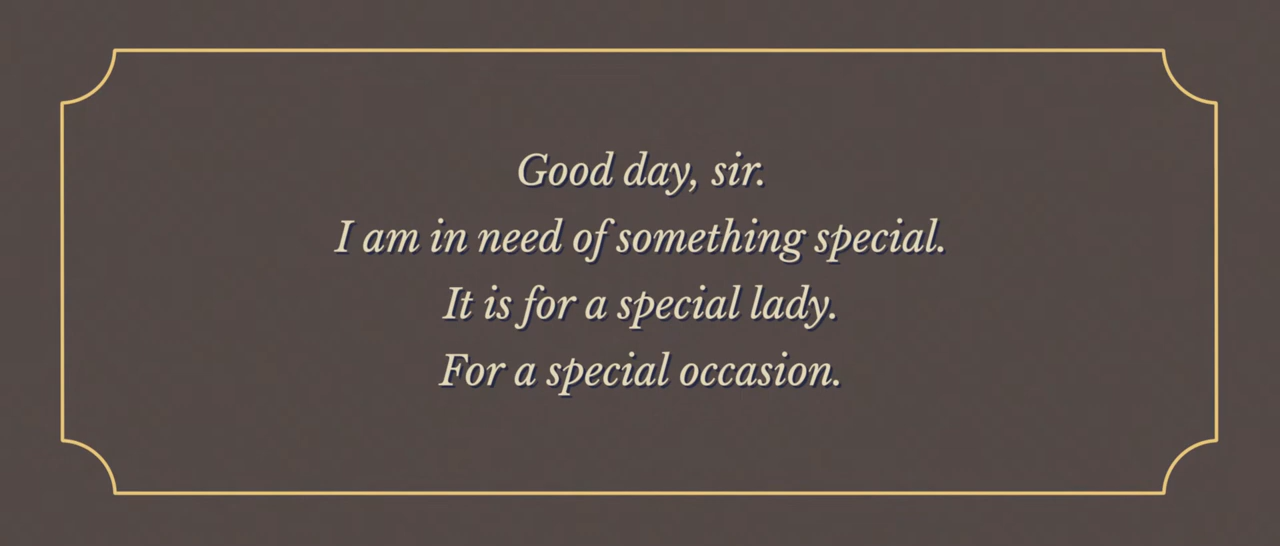 Good day, sir.
I am in need of something special.
It is for a special lady.
For a special occasion.